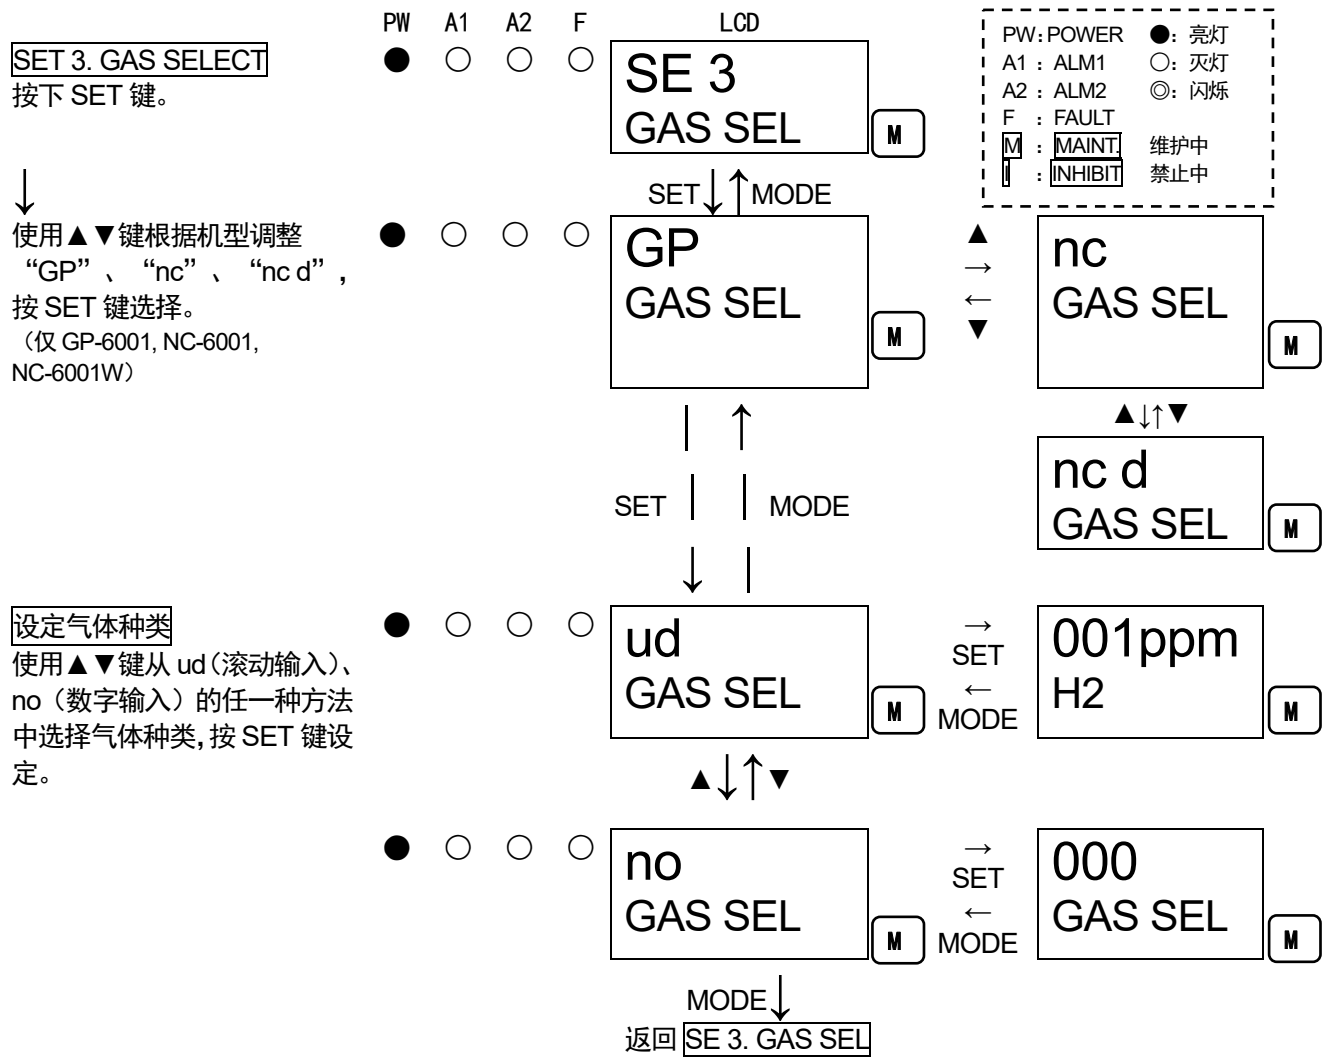 PW A1 A2 F LCD
SET 3. GAS SELECT
按下 SET 键。
● ○ ○ ○
SE 3
GAS SEL
M
PW:POWER ●:亮灯
A1 :ALM1 ○:灭灯
A2 :ALM2 ◎:闪烁
F :FAULT
M :MAINT. 维护中
I :INHIBIT 禁止中
↓
SET↓↑MODE
使用▲▼键根据机型调整
“GP”、“nc”、“nc d”,
按 SET 键选择。
(仅 GP-6001, NC-6001,
NC-6001W)
● ○ ○ ○
GP
GAS SEL
M
▲
→
←
▼
nc
GAS SEL
M
▲↓↑▼
nc d
GAS SEL
M
SET ↓ ↑ MODE
设定气体种类
使用▲▼键从 ud(滚动输入)、
no(数字输入)的任一种方法
中选择气体种类,按 SET 键设
定。
● ○ ○ ○
ud
GAS SEL
M
→
SET
←
MODE
001ppm
H2
M
▲↓↑▼
● ○ ○ ○
no
GAS SEL
M
→
SET
←
MODE
000
GAS SEL
M
MODE↓
返回 SE 3. GAS SEL